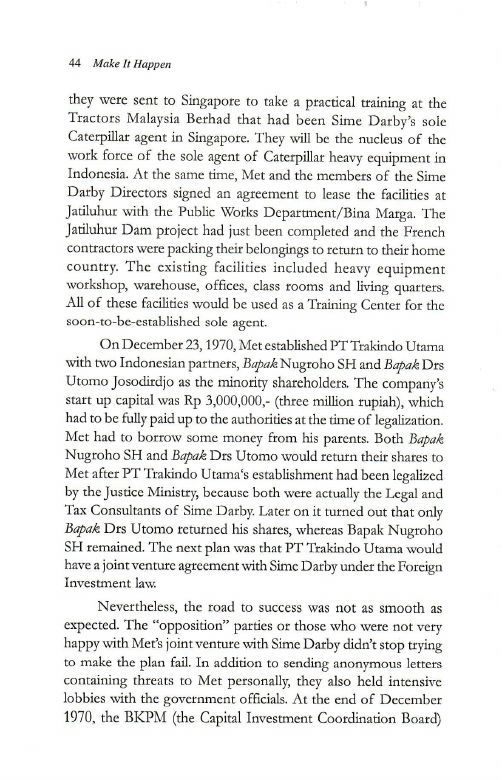 44 Make It Happen
they were sent to Singapore to take a practical training at the
Tractors Malaysia Berhad that had been Sime Darby's sole
Caterpillar agent in Singapore. They will be the nucleus of the
work force of the sole agent of Caterpillar heavy equipment in
Indonesia. At the same time, Met and the members of the Sime
Darby Directors signed an agreement to lease the facilities at
Jatiluhur with the Public Works Department/Bina Marga. The
Jatiluhur Dam project had just been completed and the French
contractors were packing their belongings to return to their home
country. The existing facilities included heavy equipment
workshop, warehouse, offices, class rooms and living quarters.
All of these facilities would be used as a Training Center for the
soon-to-be-established sole agent.
On December 23, 1970, Met established PT Trakindo Utama
with two Indonesian partners, Bapak Nugroho SH and Bapak Drs
Utomo Josodirdjo as the minority shareholders. The company's
start up capital was Rp 3,000,000,- (three million rupiah), which
had to be fully paid up to the authorities at the time of legalization.
Met had to borrow some money from his parents. Both Bapak
Nugroho SH and Bapak Drs Utomo would return their shares to
Met after PT Trakindo Utama's establishment had been legalized
by the Justice Ministry, because both were actually the Legal and
Tax Consultants of Sime Darby. Later on it turned out that only
Bapak Drs Utomo returned his shares, whereas Bapak Nugroho
SH remained. The next plan was that PT Trakindo Utama would
have a joint venture agreement with Sime Darby under the Foreign
Investment law.
Nevertheless, the road to success was not as smooth as
expected. The "opposition" parties or those who were not very
happy with Met's joint venture with Sime Darby didn't stop trying
to make the plan fail. In addition to sending anonymous letters
containing threats to Met personally, they also held intensive
lobbies with the government officials. At the end of December
1970, the BKPM (the Capital Investment Coordination Board)